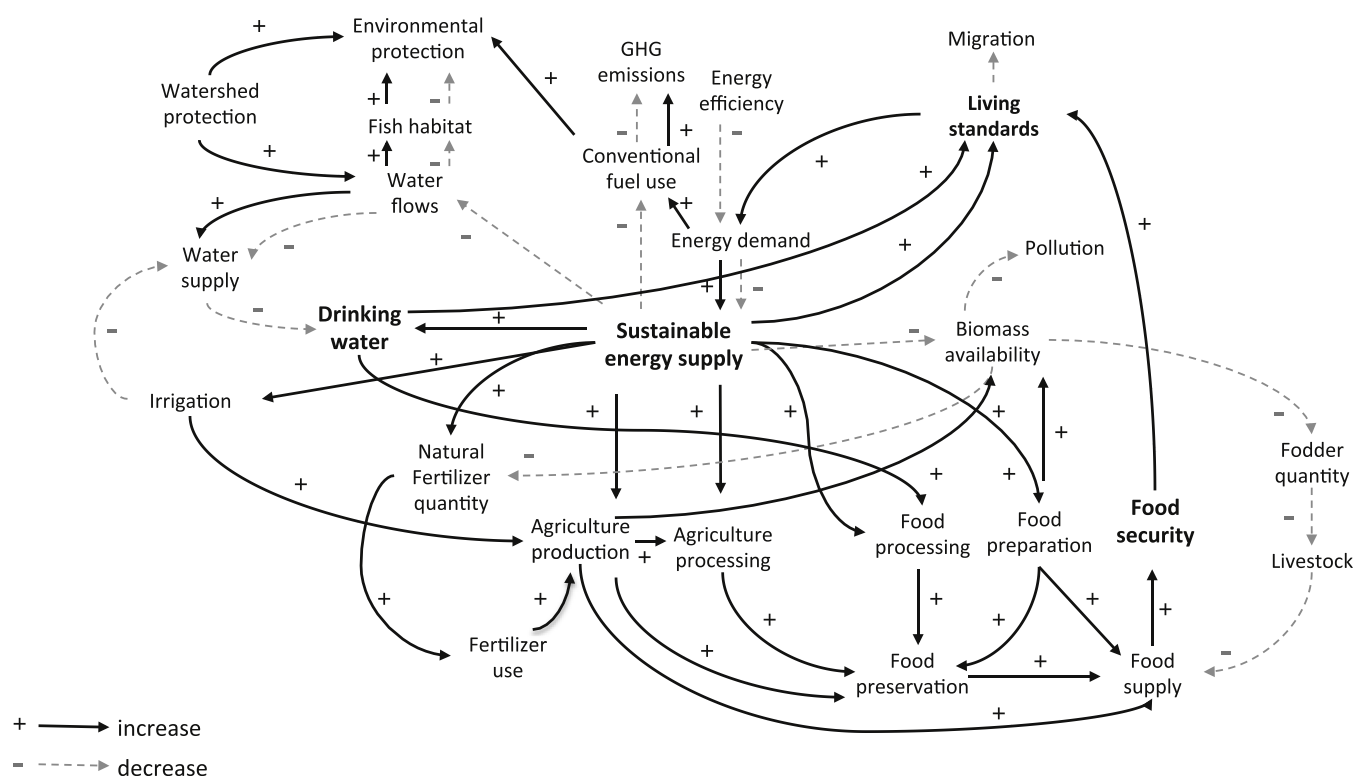 Environmental
protection
GHG
emissions
Migration
Energy
efficiency
Watershed
protection
Living
standards
Fish habitat
Conventional
fuel use
Water
flows
Energy demand
Water
supply
Pollution
Drinking
water
Sustainable
energy supply
Biomass
availability
Irrigation
Natural
Fertilizer
quantity
Fodder
quantity
Agriculture
production
Agriculture
processing
Food
processing
Food
preparation
Food
security
Livestock
Fertilizer
use
Food
preservation
Food
supply
+ increase
- decrease